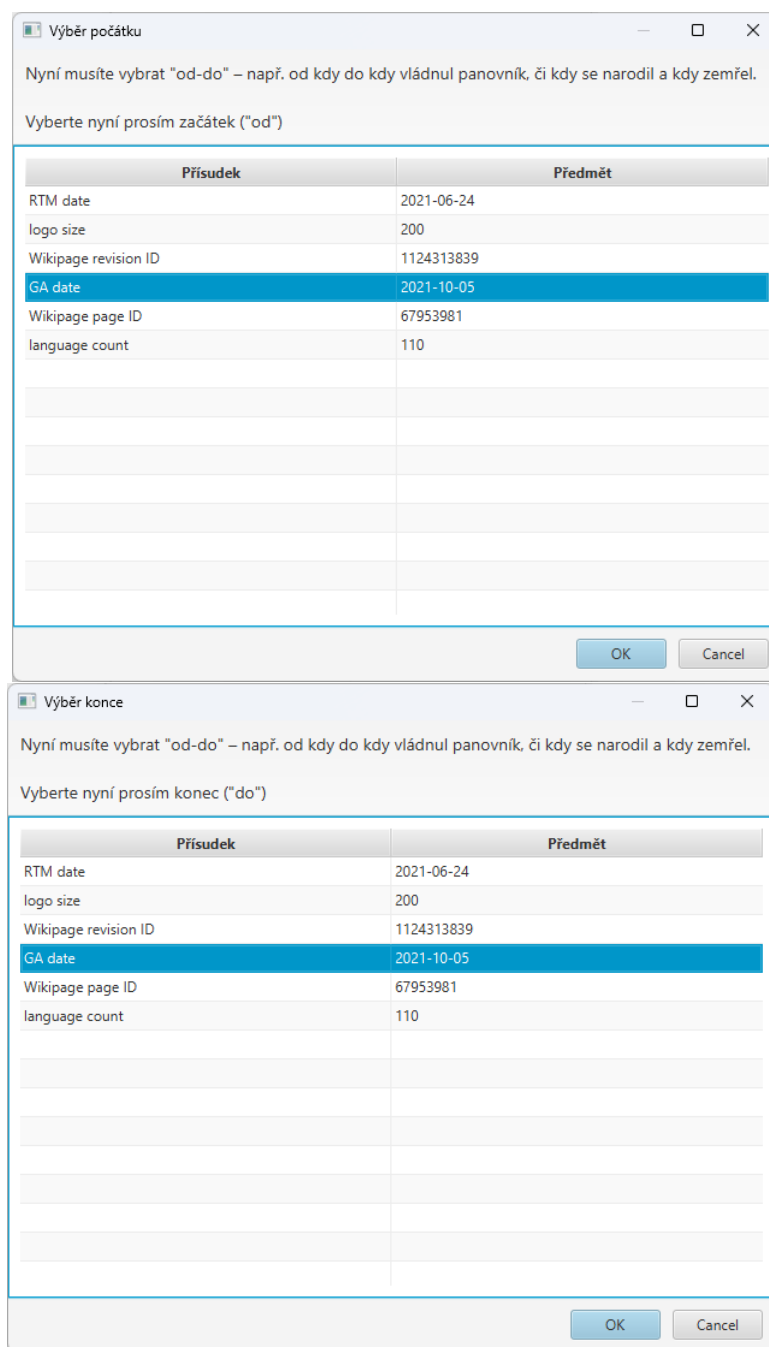 Výběr počátku
Nyní musíte vybrat "od-do" – např. od kdy do kdy vládnul panovník, či kdy se narodil a kdy zemřel.
Vyberte nyní prosím začátek ("od")
Přísudek Předmět
RTM date 2021-06-24
logo size 200
Wikipage revision ID 1124313839
GA date 2021-10-05
Wikipage page ID 67953981
language count 110
OK Cancel
Výběr konce
Nyní musíte vybrat "od-do" – např. od kdy do kdy vládnul panovník, či kdy se narodil a kdy zemřel.
Vyberte nyní prosím konec ("do")
Přísudek Předmět
RTM date 2021-06-24
logo size 200
Wikipage revision ID 1124313839
GA date 2021-10-05
Wikipage page ID 67953981
language count 110
OK Cancel